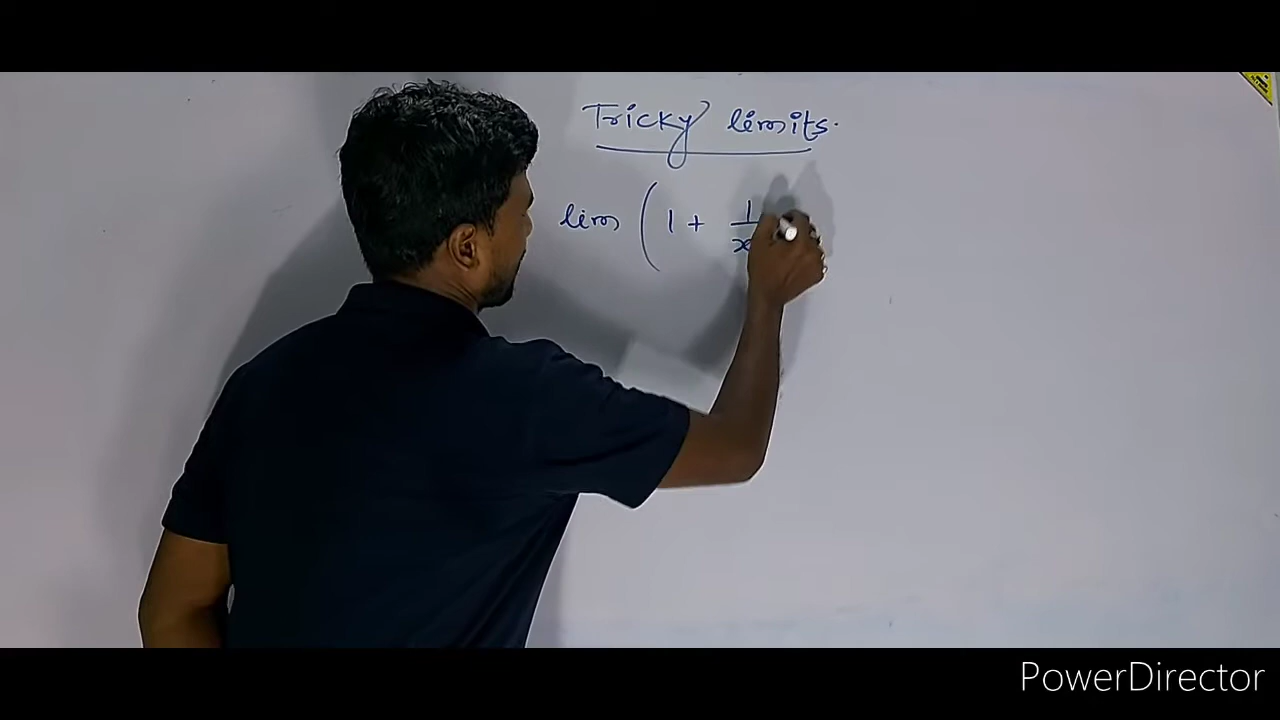 Tricky limits.
lim ( 1 + 1/x
PowerDirector